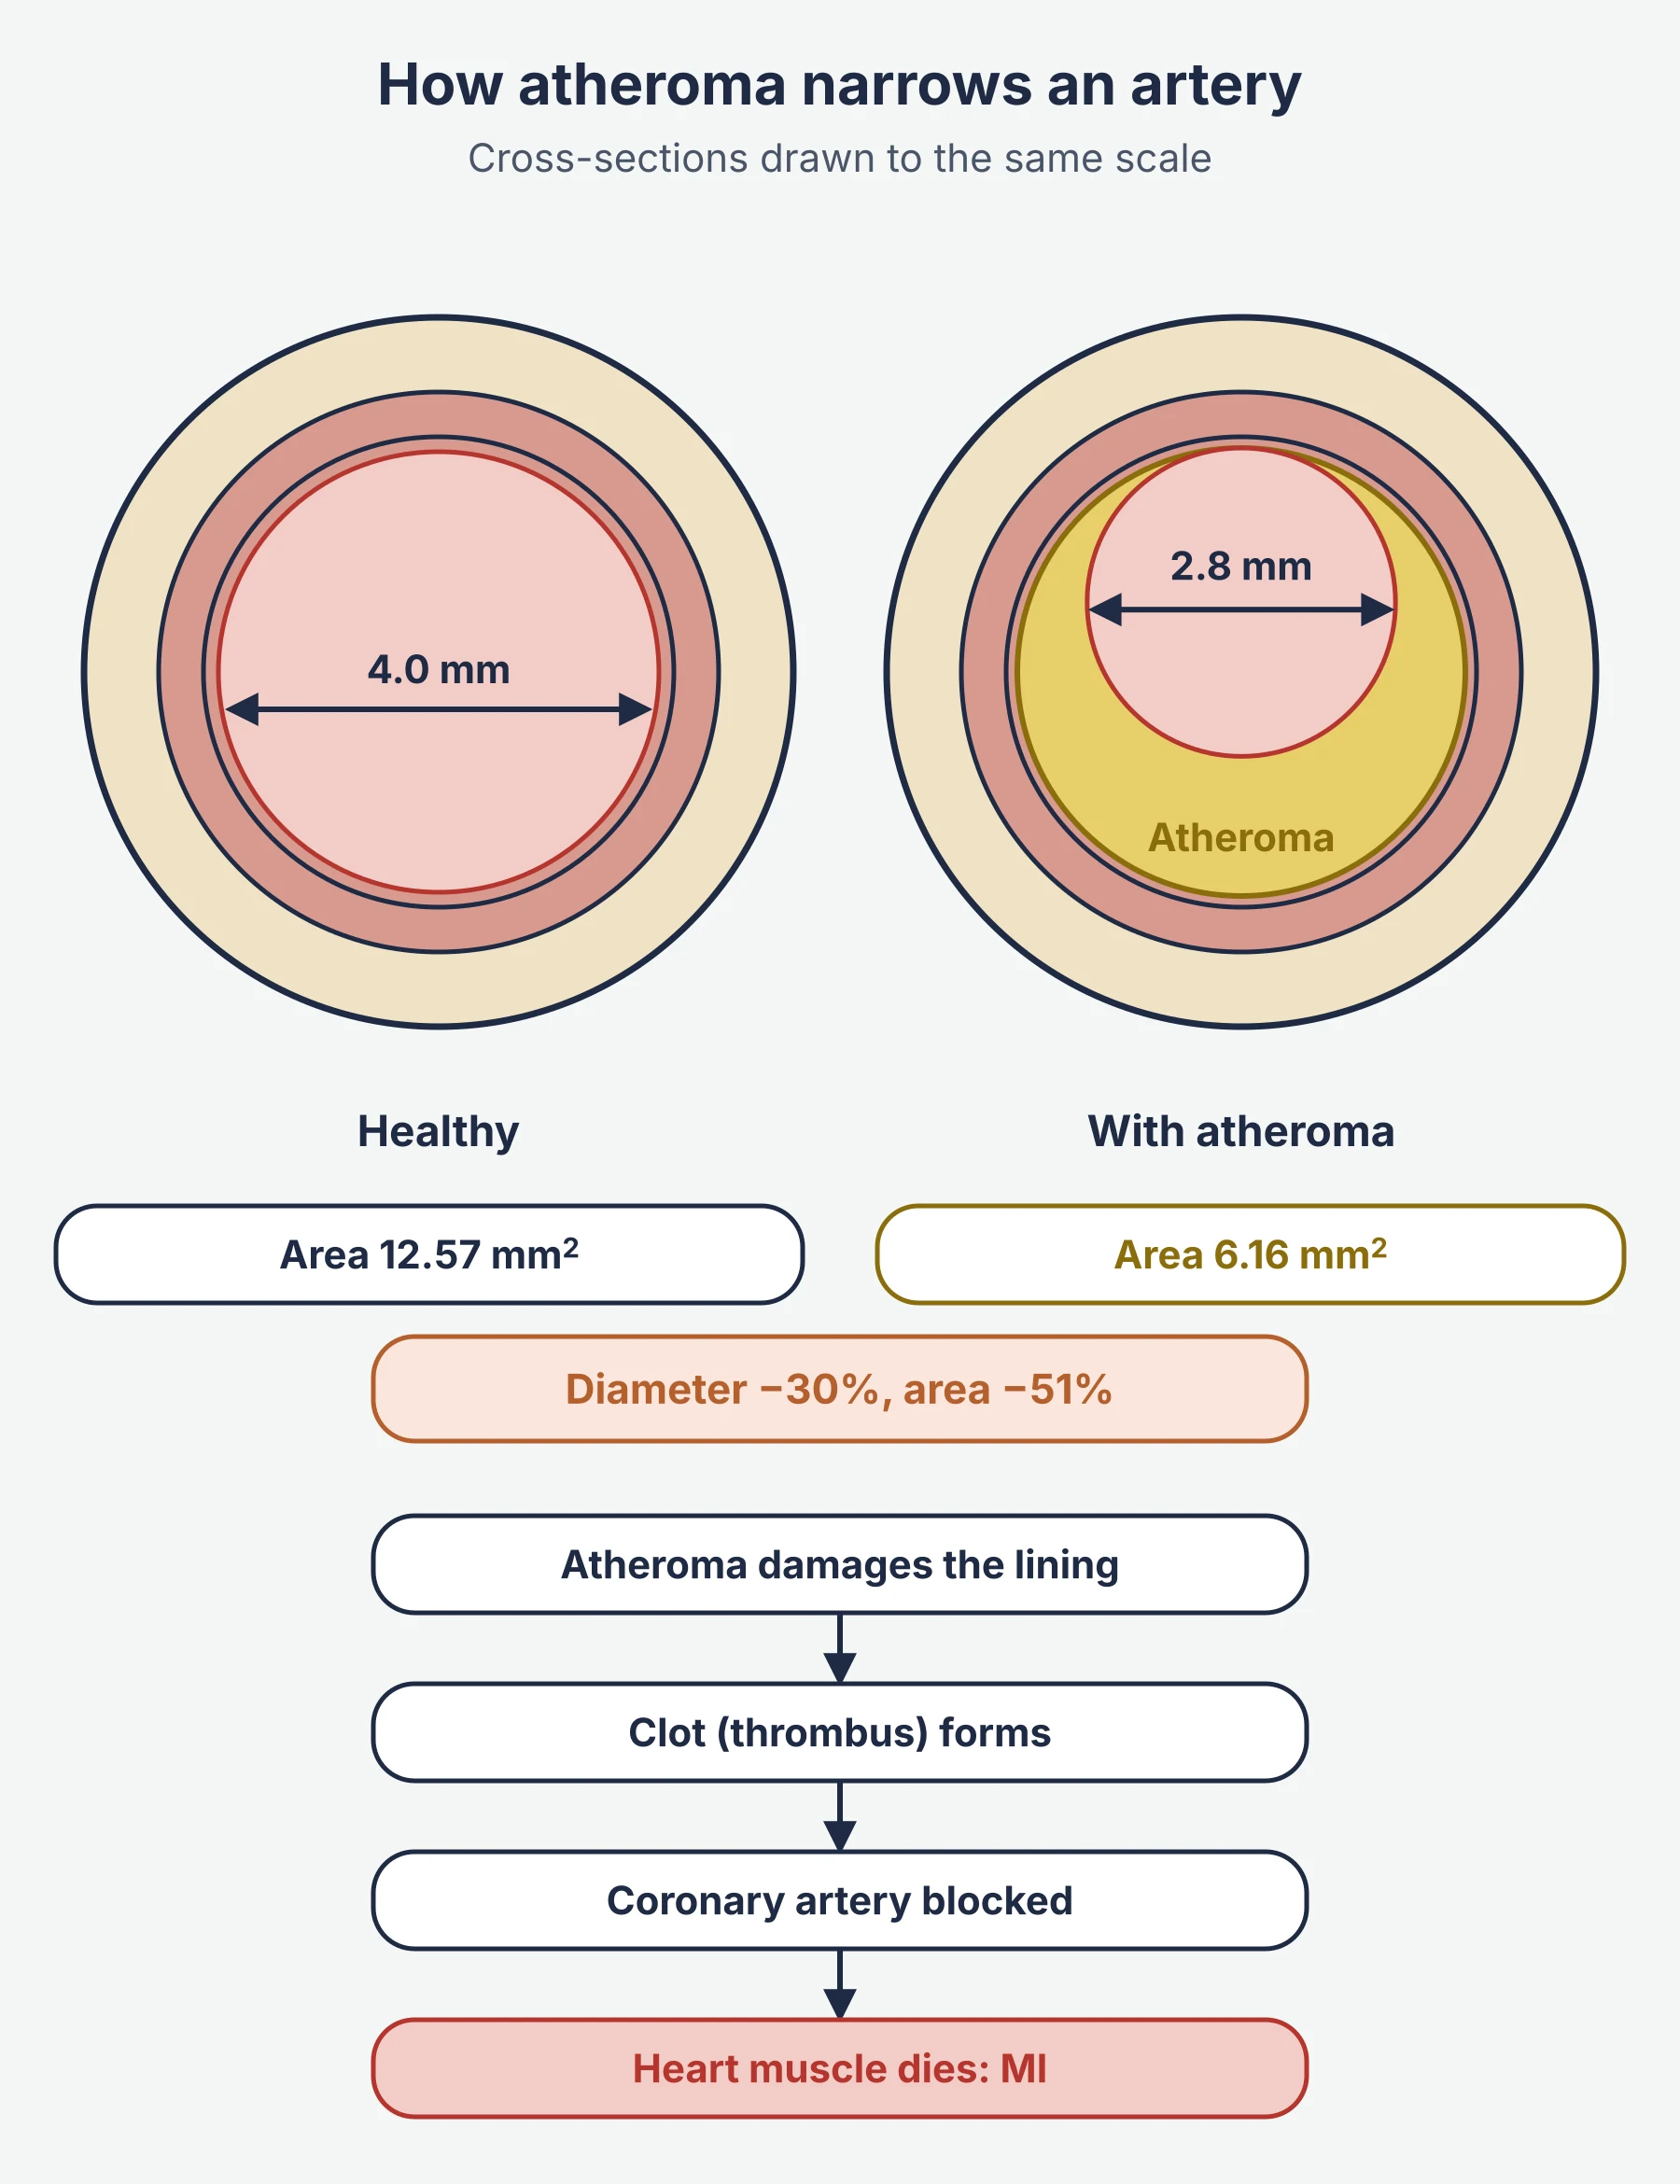 How atheroma narrows an artery
Cross-sections drawn to the same scale
4.0 mm
2.8 mm
Atheroma
Healthy
With atheroma
Area 12.57 mm²
Area 6.16 mm²
Diameter −30%, area −51%
Atheroma damages the lining
Clot (thrombus) forms
Coronary artery blocked
Heart muscle dies: MI